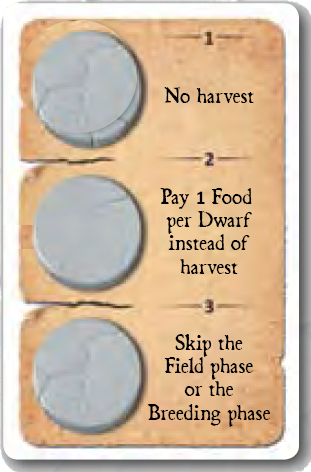 1
No harvest
2
Pay 1 Food
per Dwarf
instead of
harvest
3
Skip the
Field phase
or the
Breeding phase